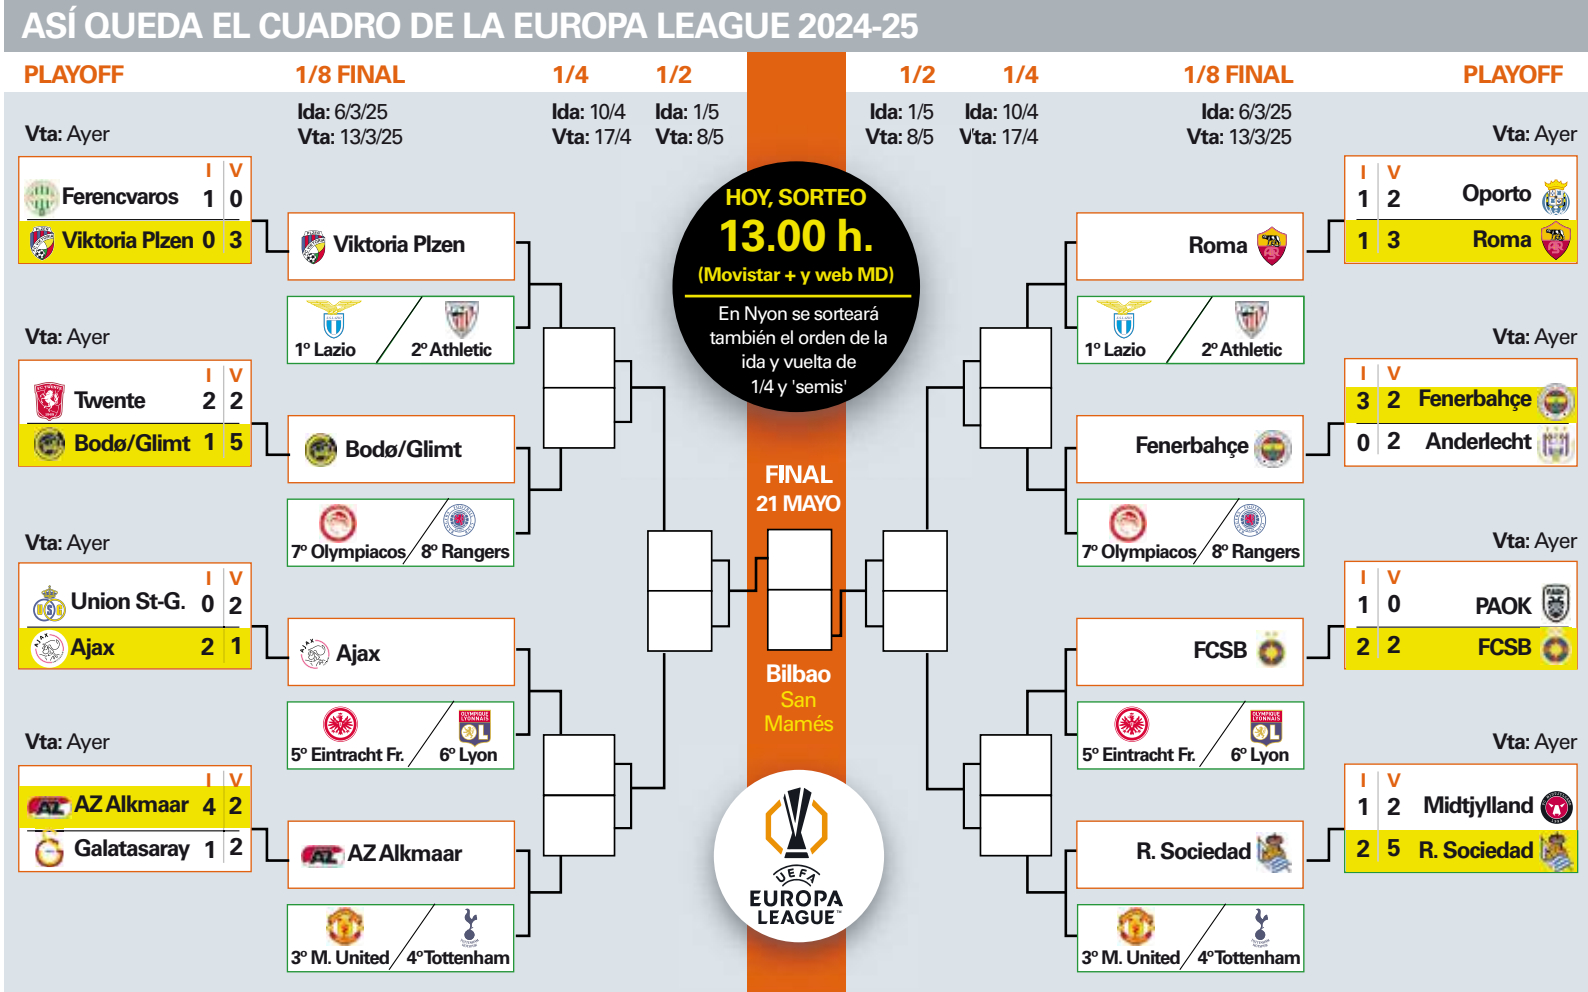 ASÍ QUEDA EL CUADRO DE LA EUROPA LEAGUE 2024-25
PLAYOFF 1/8 FINAL 1/4 1/2 1/2 1/4 1/8 FINAL PLAYOFF
Ida: 6/3/25 Ida: 10/4 Ida: 1/5 Ida: 1/5 Ida: 10/4 Ida: 6/3/25
Vta: Ayer Vta: 13/3/25 Vta: 17/4 Vta: 8/5 Vta: 8/5 Vta: 17/4 Vta: 13/3/25 Vta: Ayer
I V
Ferencvaros 1 0
Viktoria Plzen 0 3
Viktoria Plzen
1º Lazio 2º Athletic
Vta: Ayer
I V
Twente 2 2
Bodø/Glimt 1 5
Bodø/Glimt
7º Olympiacos 8º Rangers
Vta: Ayer
I V
Union St-G. 0 2
Ajax 2 1
Ajax
5º Eintracht Fr. 6º Lyon
Vta: Ayer
I V
AZ Alkmaar 4 2
Galatasaray 1 2
AZ Alkmaar
3º M. United 4º Tottenham
HOY, SORTEO
13.00 h.
(Movistar + y web MD)
En Nyon se sorteará
también el orden de la
ida y vuelta de
1/4 y 'semis'
FINAL
21 MAYO
Bilbao
San
Mamés
UEFA
EUROPA
LEAGUE™
I V
1 2 Oporto
1 3 Roma
Roma
1º Lazio 2º Athletic
Vta: Ayer
I V
3 2 Fenerbahçe
0 2 Anderlecht
Fenerbahçe
7º Olympiacos 8º Rangers
Vta: Ayer
I V
1 0 PAOK
2 2 FCSB
FCSB
5º Eintracht Fr. 6º Lyon
Vta: Ayer
I V
1 2 Midtjylland
2 5 R. Sociedad
R. Sociedad
3º M. United 4º Tottenham